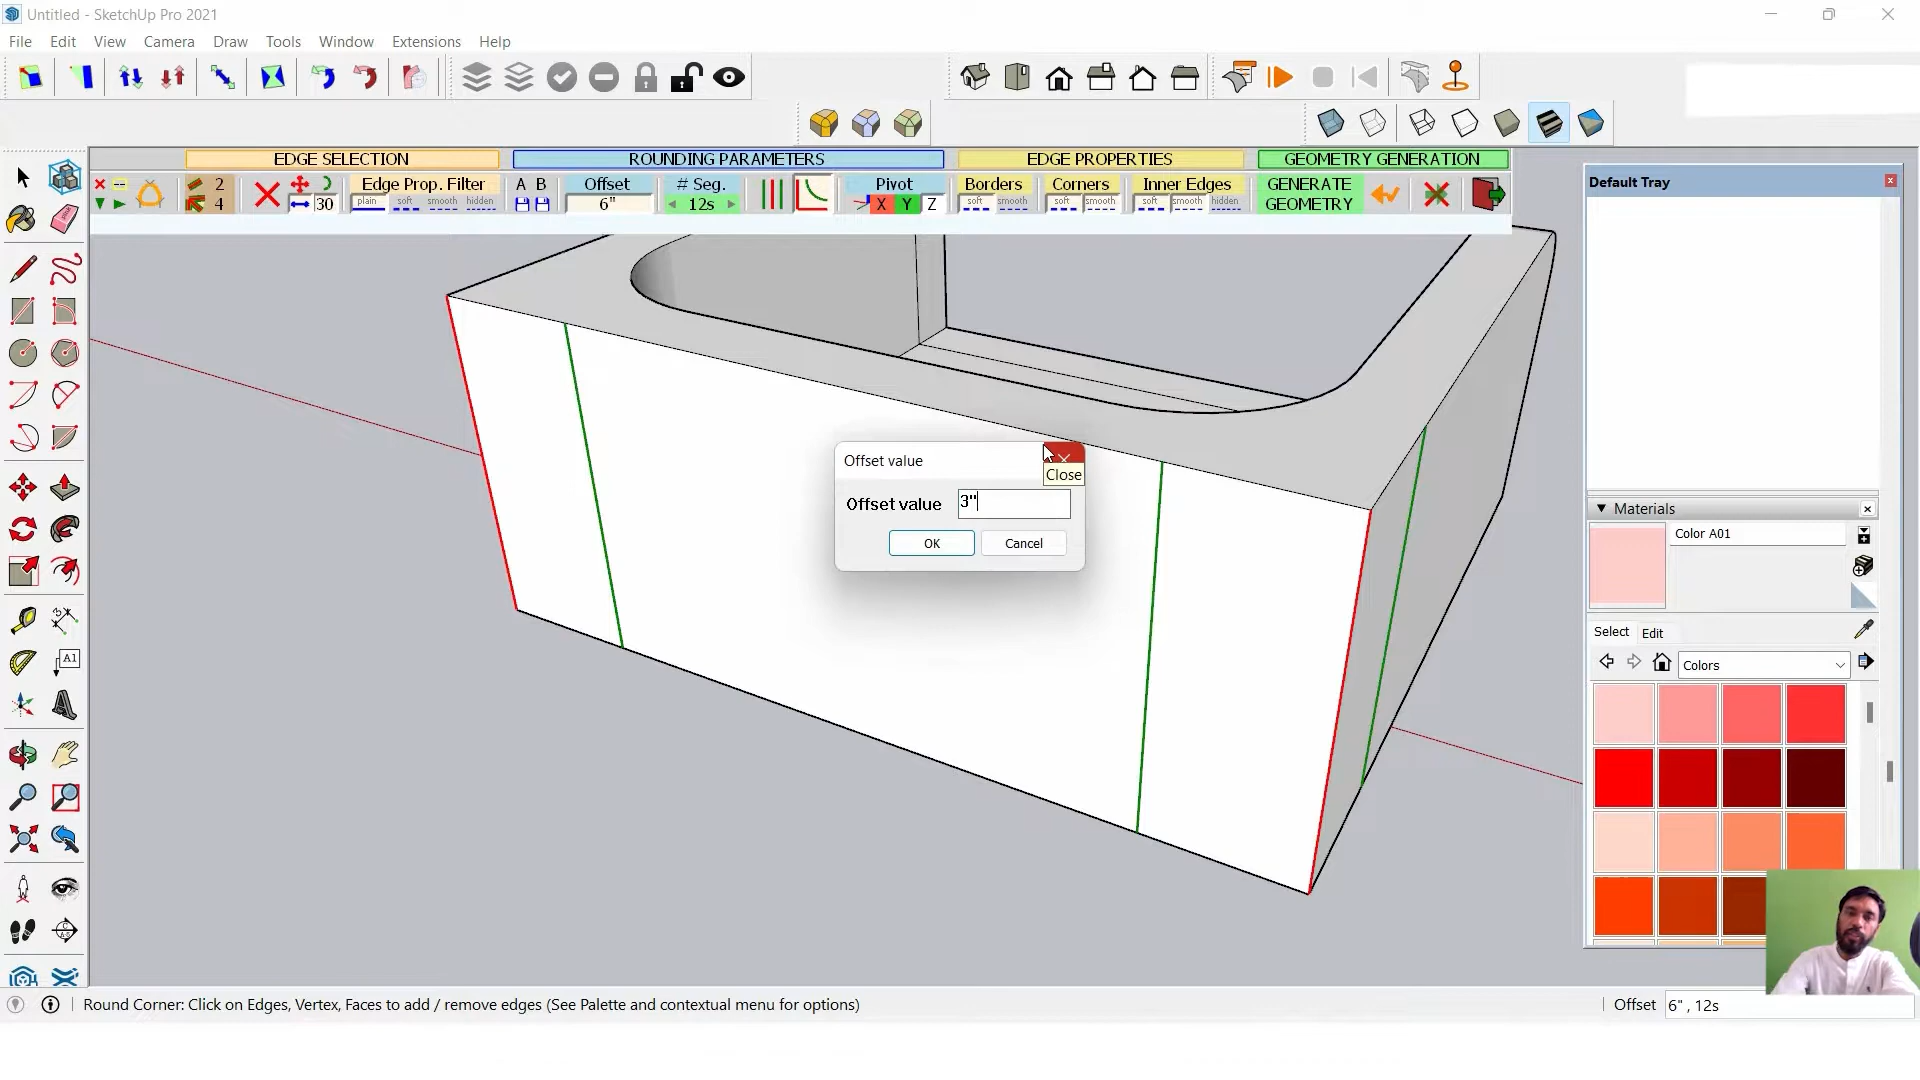 Untitled - SketchUp Pro 2021
File Edit View Camera Draw Tools Window Extensions Help
EDGE SELECTION ROUNDING PARAMETERS EDGE PROPERTIES GEOMETRY GENERATION
2 Edge Prop. Filter A B Offset # Seg. Pivot Borders Corners Inner Edges GENERATE
4 30 plain soft smooth hidden 6" 12s X Y Z soft smooth soft smooth soft smooth hidden GEOMETRY
Default Tray
Offset value
Close
Offset value 3"
OK Cancel
Materials
Color A01
Select Edit
Colors
A1
Round Corner: Click on Edges, Vertex, Faces to add / remove edges (See Palette and contextual menu for options)
Offset 6" , 12s